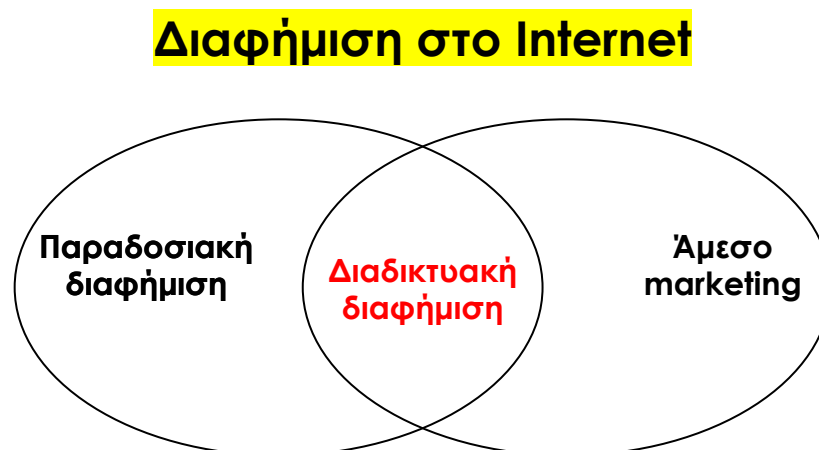 Διαφήμιση στο Internet
Παραδοσιακή
διαφήμιση
Διαδικτυακή
διαφήμιση
Άμεσο
marketing